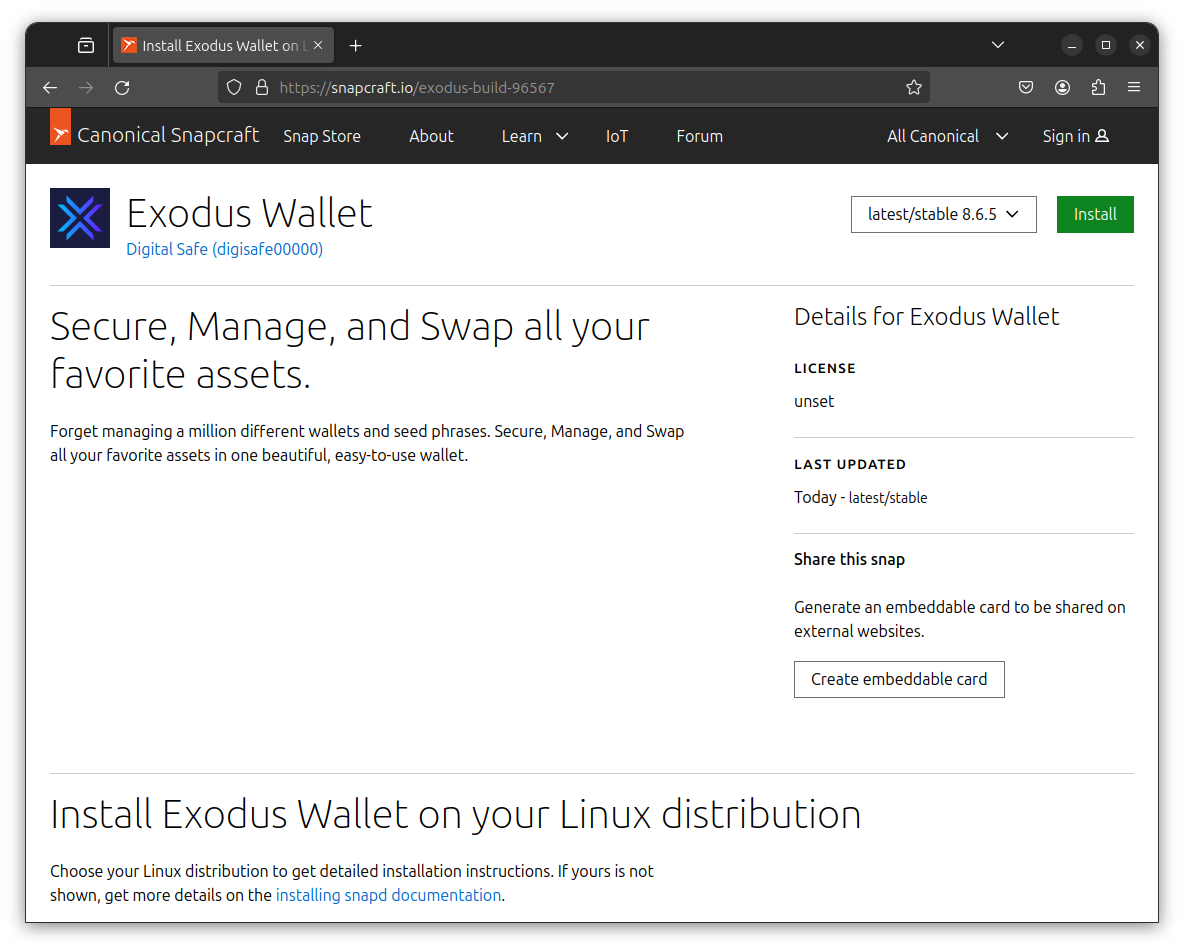 Install Exodus Wallet on L
https://snapcraft.io/exodus-build-96567
Canonical Snapcraft
Snap Store
About
Learn
IoT
Forum
All Canonical
Sign in
Exodus Wallet
Digital Safe (digisafe00000)
latest/stable 8.6.5
Install
Secure, Manage, and Swap all your
favorite assets.
Forget managing a million different wallets and seed phrases. Secure, Manage, and Swap
all your favorite assets in one beautiful, easy-to-use wallet.
Details for Exodus Wallet
LICENSE
unset
LAST UPDATED
Today - latest/stable
Share this snap
Generate an embeddable card to be shared on
external websites.
Create embeddable card
Install Exodus Wallet on your Linux distribution
Choose your Linux distribution to get detailed installation instructions. If yours is not
shown, get more details on the installing snapd documentation.